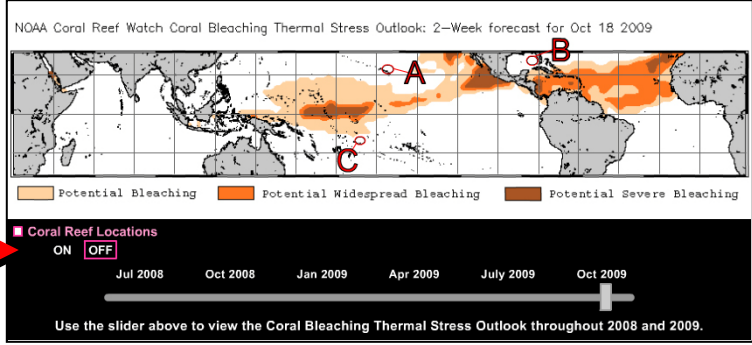 NOAA Coral Reef Watch Coral Bleaching Thermal Stress Outlook: 2-Week forecast for Oct 18 2009
A
B
C
Potential Bleaching Potential Widespread Bleaching Potential Severe Bleaching
Coral Reef Locations
ON OFF
Jul 2008 Oct 2008 Jan 2009 Apr 2009 July 2009 Oct 2009
Use the slider above to view the Coral Bleaching Thermal Stress Outlook throughout 2008 and 2009.